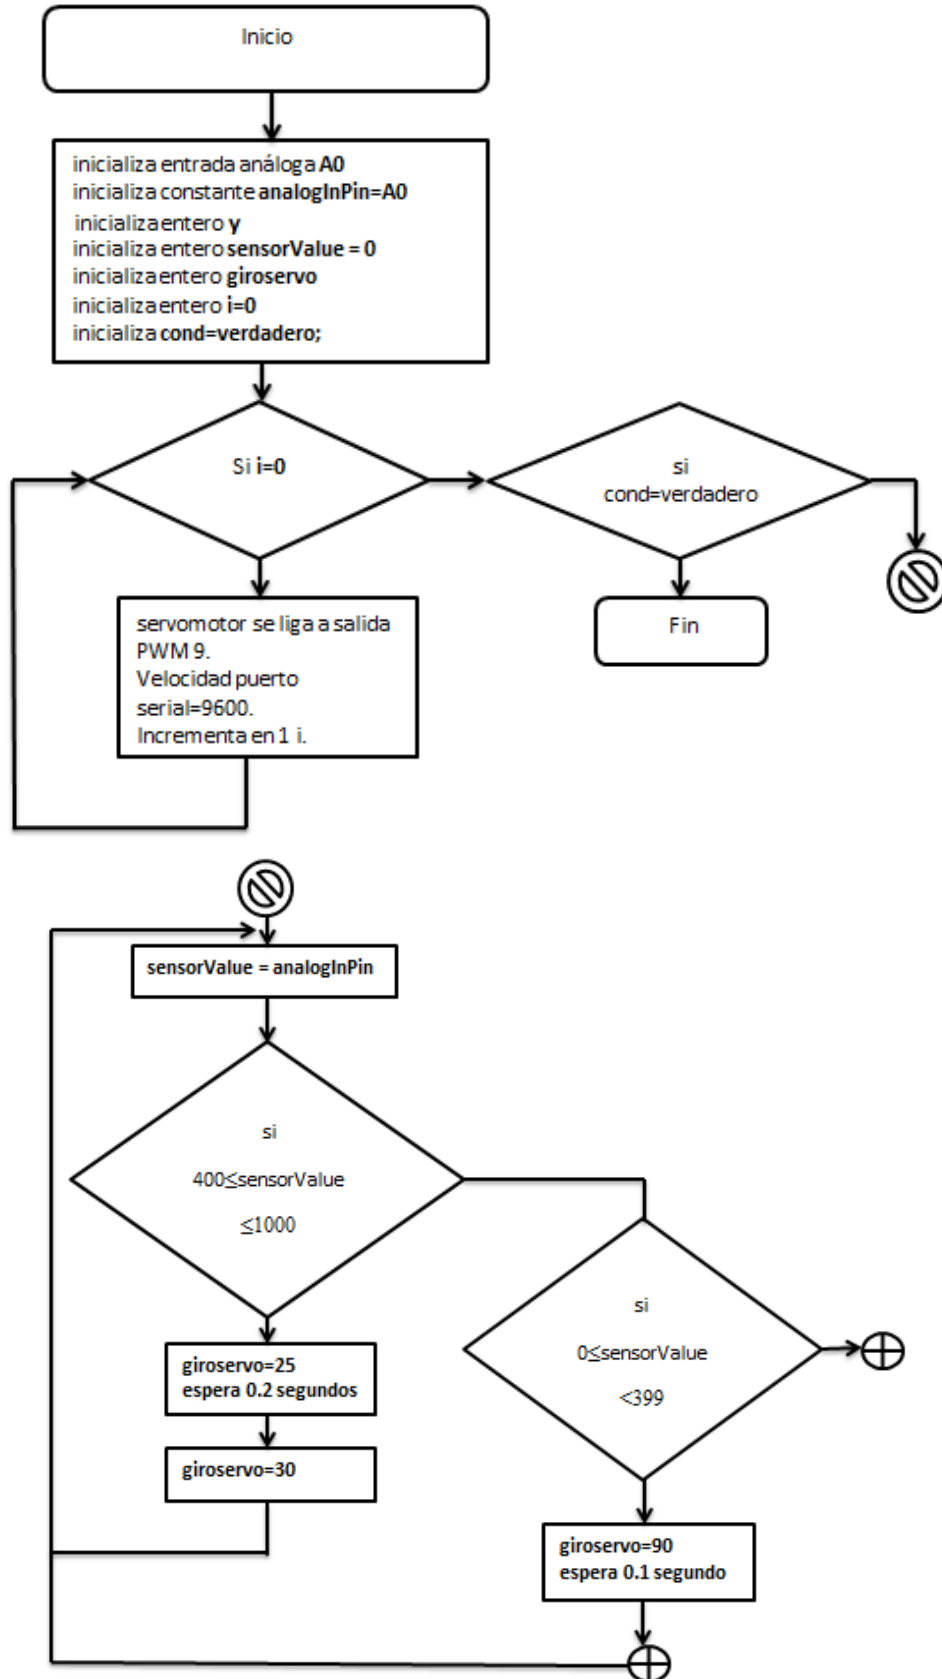 Inicio
inicializa entrada análoga A0
inicializa constante analogInPin=A0
inicializa entero y
inicializa entero sensorValue = 0
inicializa entero giroservo
inicializa entero i=0
inicializa cond=verdadero;
Si i=0
si
cond=verdadero
servomotor se liga a salida
PWM 9.
Velocidad puerto
serial=9600.
Incrementa en 1 i.
Fin
sensorValue = analogInPin
si
400≤sensorValue
≤1000
si
0≤sensorValue
<399
giroservo=25
espera 0.2 segundos
giroservo=30
giroservo=90
espera 0.1 segundo